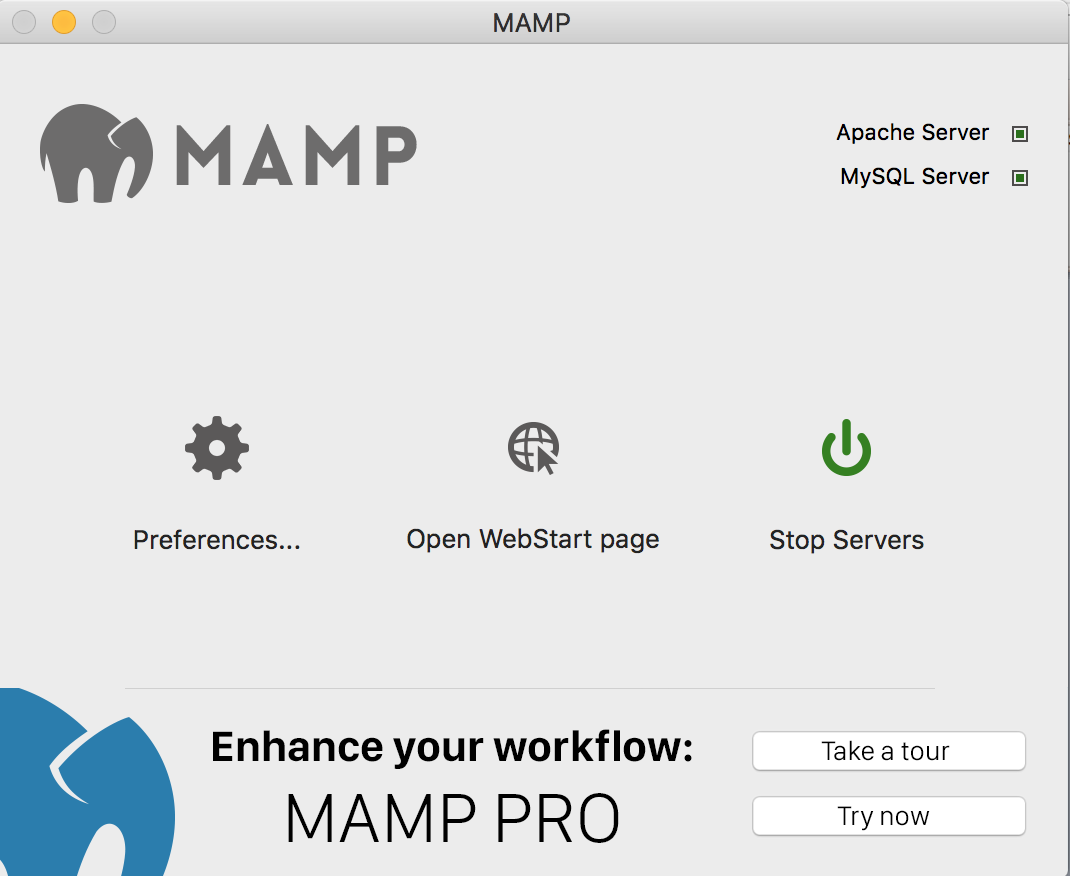 MAMP
MAMP
Apache Server
MySQL Server
Preferences...
Open WebStart page
Stop Servers
Enhance your workflow:
MAMP PRO
Take a tour
Try now